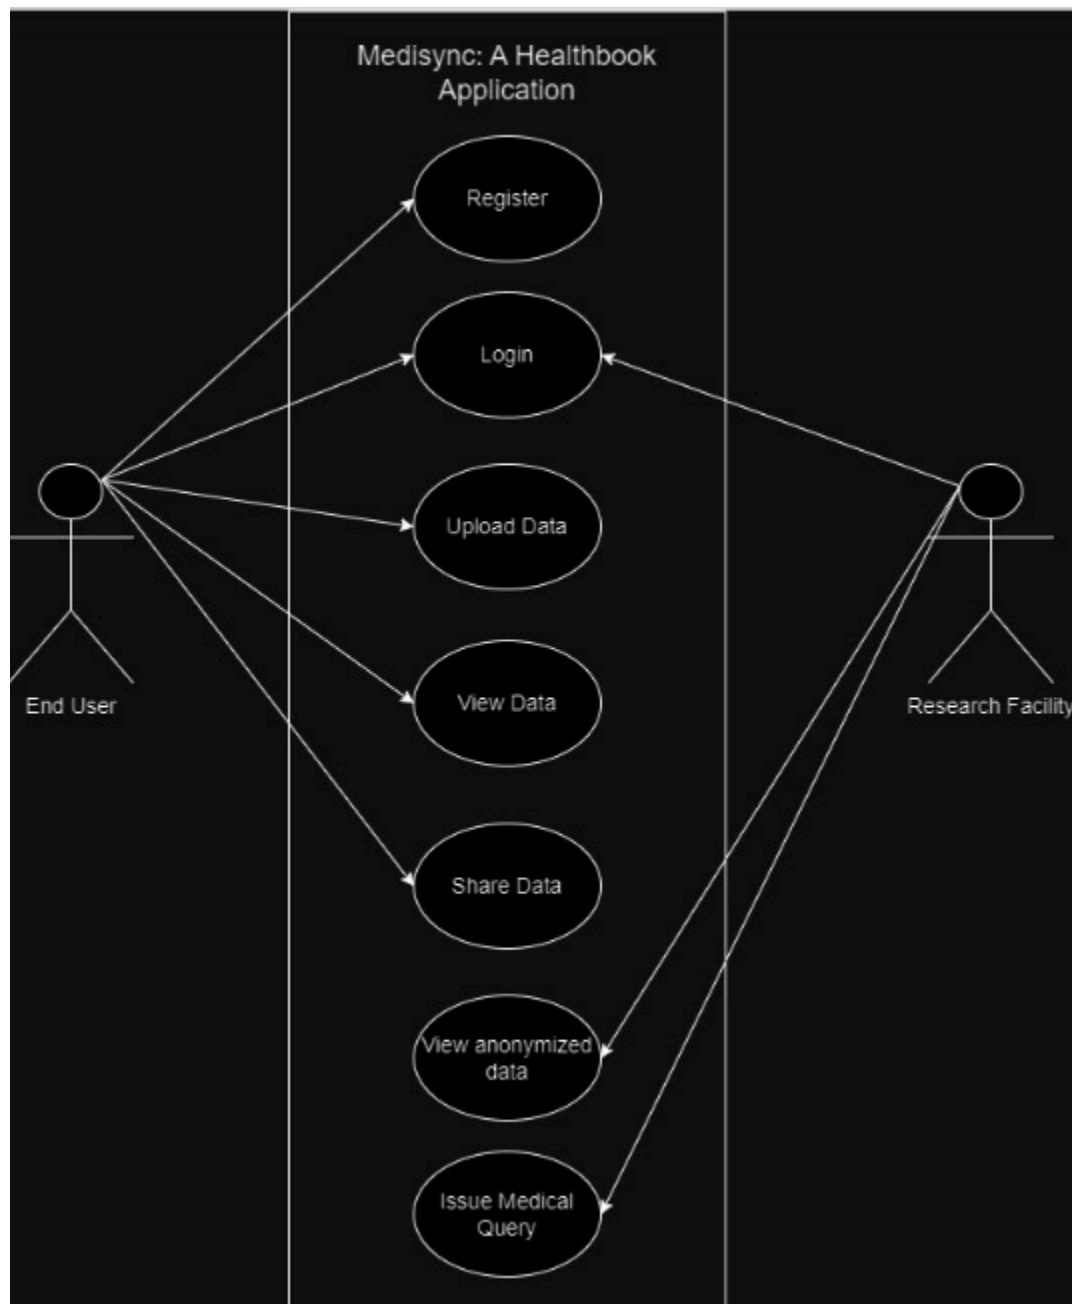 Medisync: A Healthbook
Application
Register
Login
Upload Data
End User
View Data
Research Facility
Share Data
View anonymized
data
Issue Medical
Query